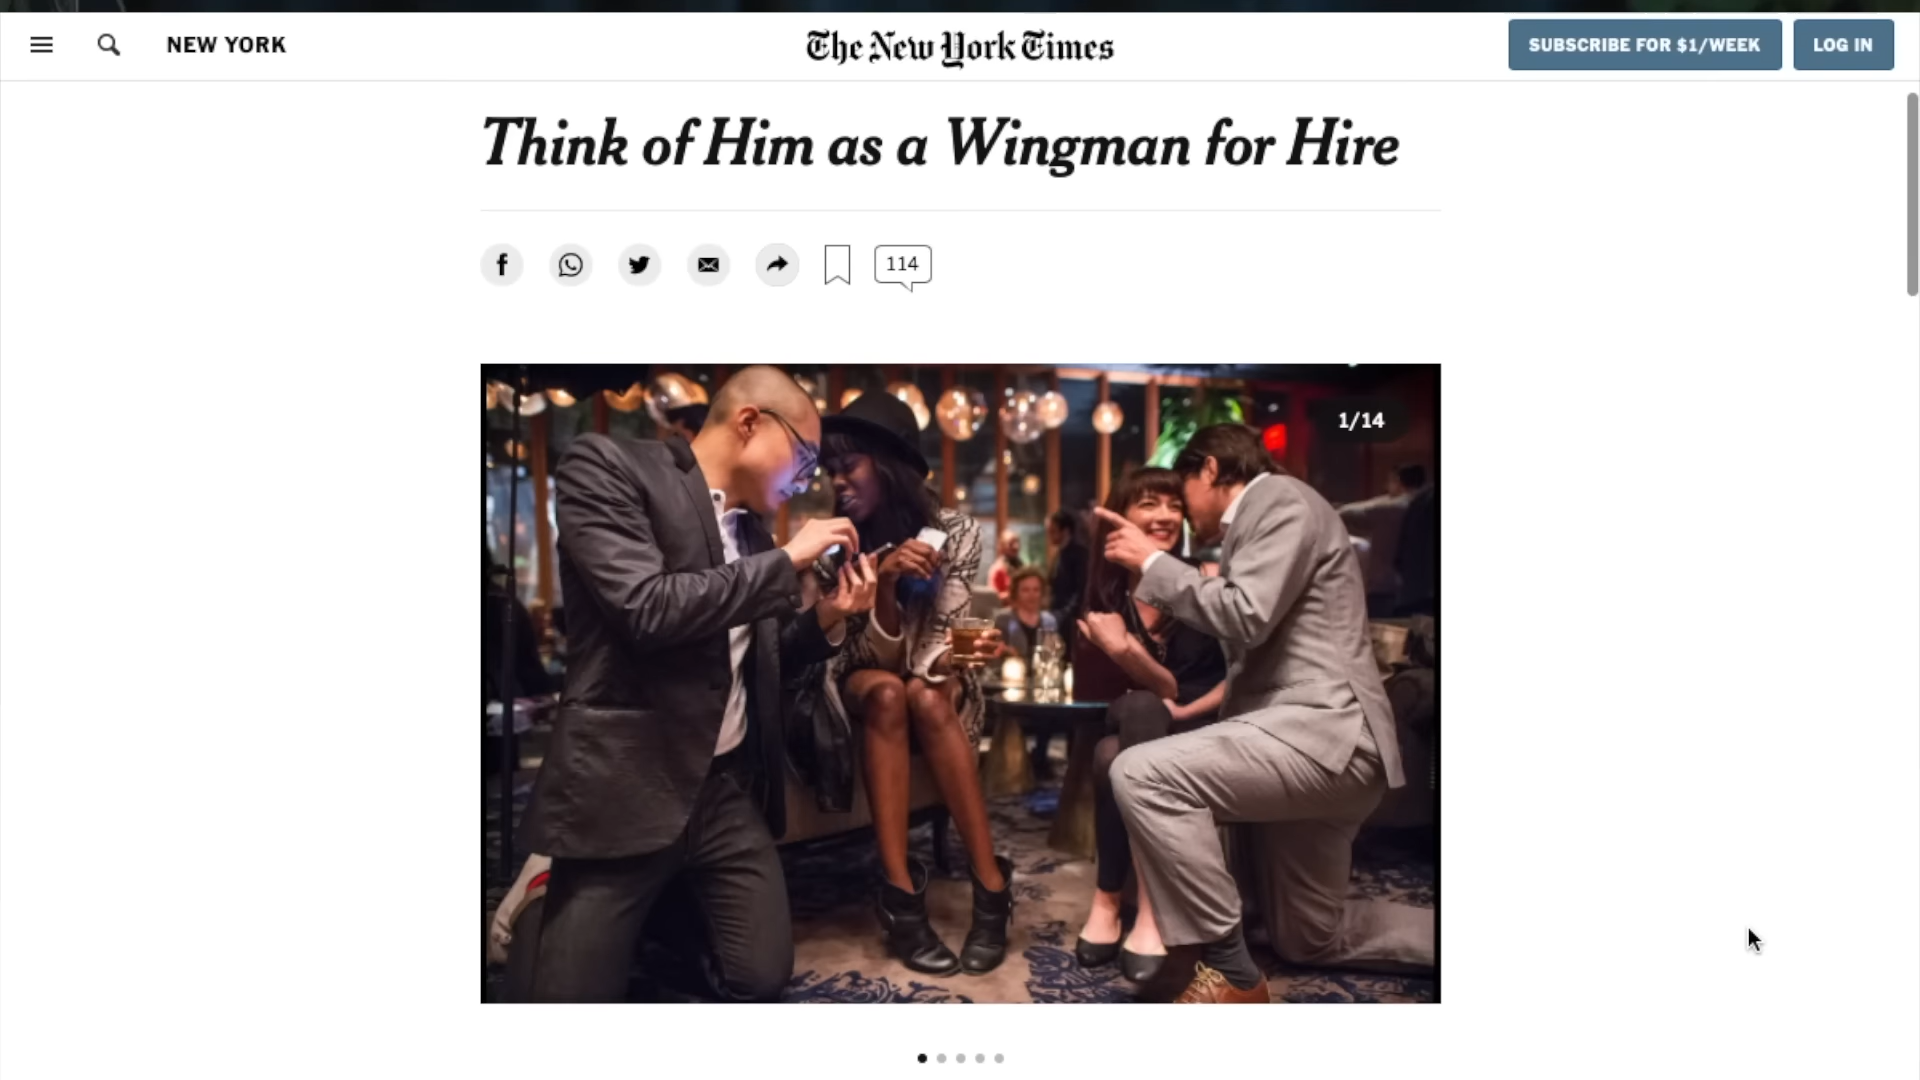 NEW YORK
The New York Times
SUBSCRIBE FOR $1/WEEK
LOG IN
Think of Him as a Wingman for Hire
114
1/14